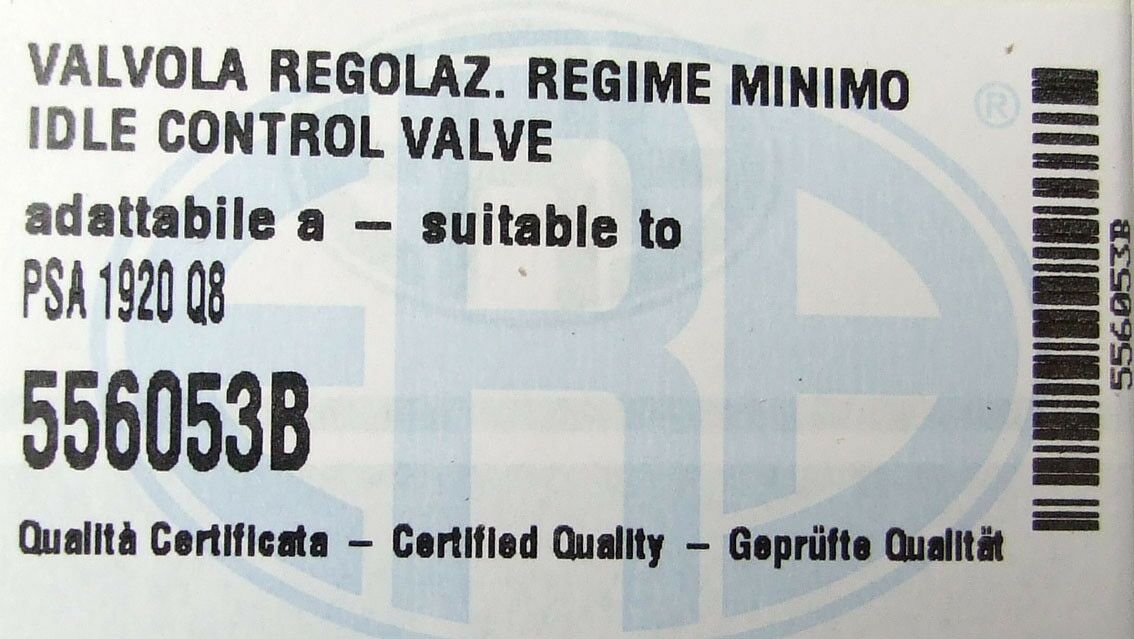 VALVOLA REGOLAZ. REGIME MINIMO
IDLE CONTROL VALVE
adattabile a – suitable to
PSA 1920 Q8
556053B
Qualità Certificata – Certified Quality – Geprüfte Qualität
ERA
®
556053B